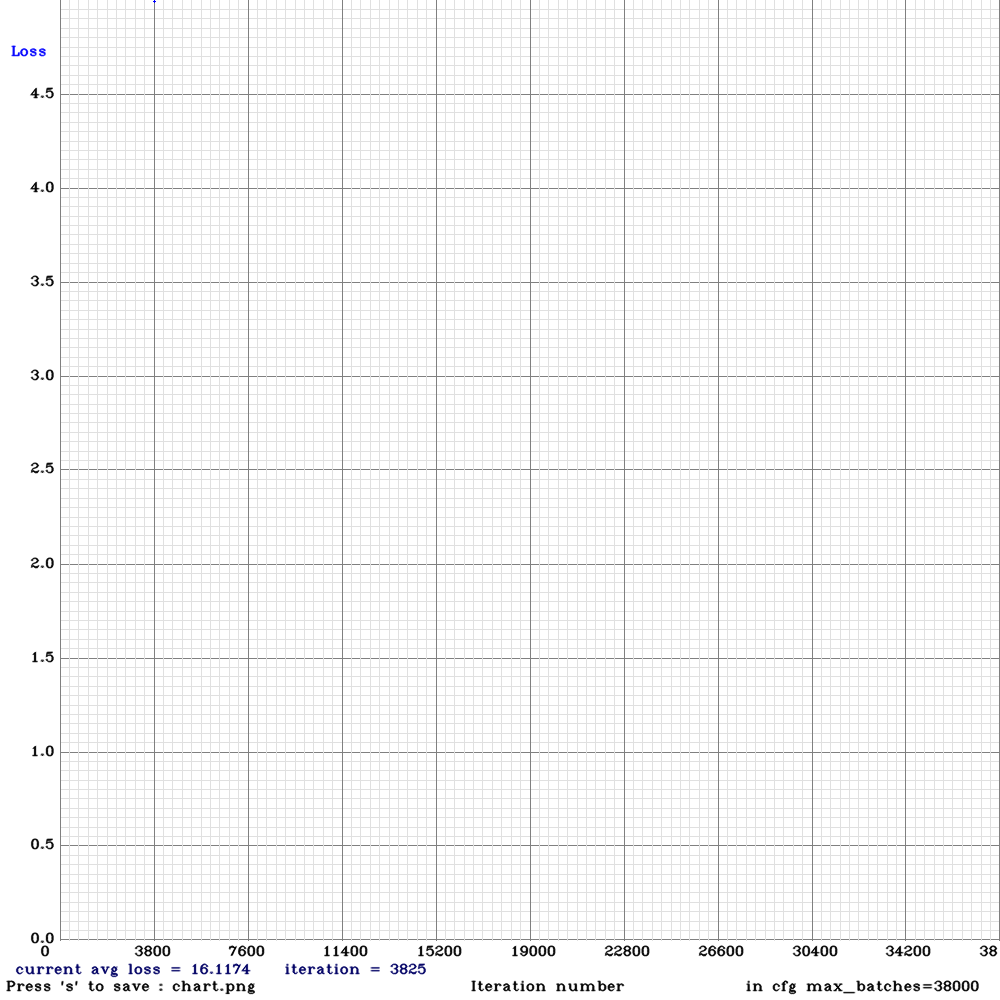 Loss
4.5
4.0
3.5
3.0
2.5
2.0
1.5
1.0
0.5
0.0
0 3800 7600 11400 15200 19000 22800 26600 30400 34200 38
current avg loss = 16.1174 iteration = 3825
Press 's' to save : chart.png Iteration number in cfg max_batches=38000